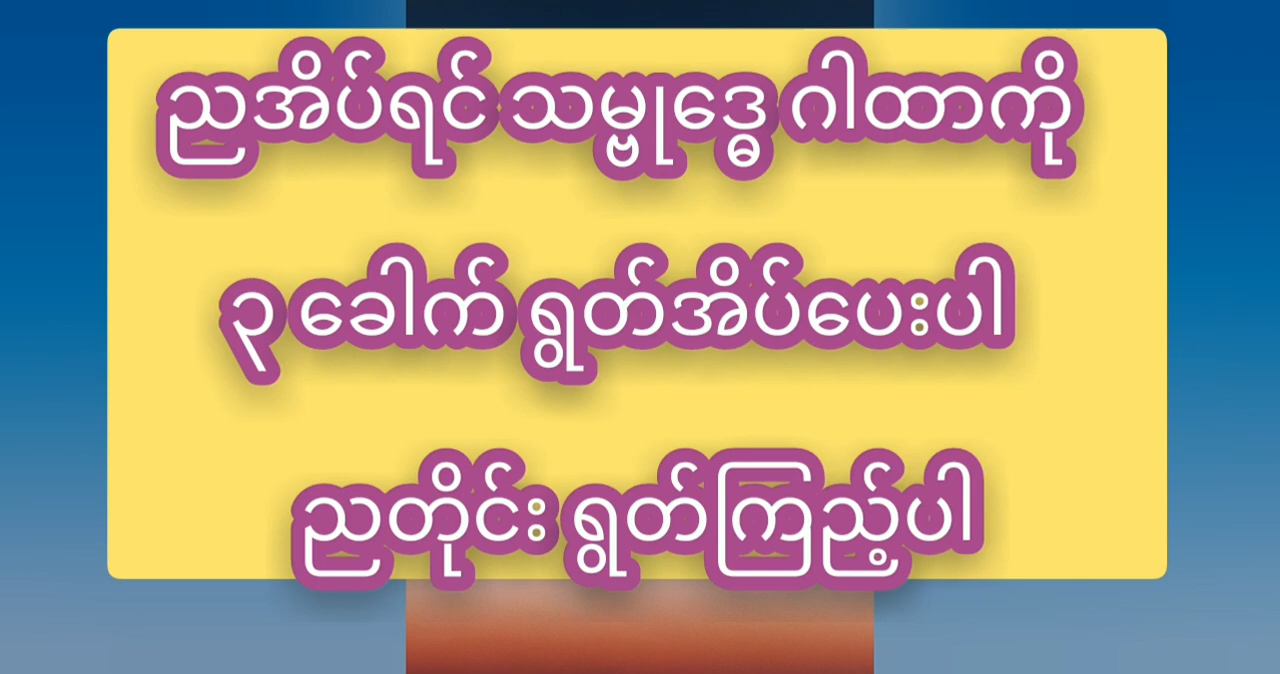 ညအိပ်ရင် သမ္ဗုဒ္ဓေ ဂါထာကို
၃ ခေါက် ရွတ်အိပ်ပေးပါ
ညတိုင်း ရွတ်ကြည့်ပါ